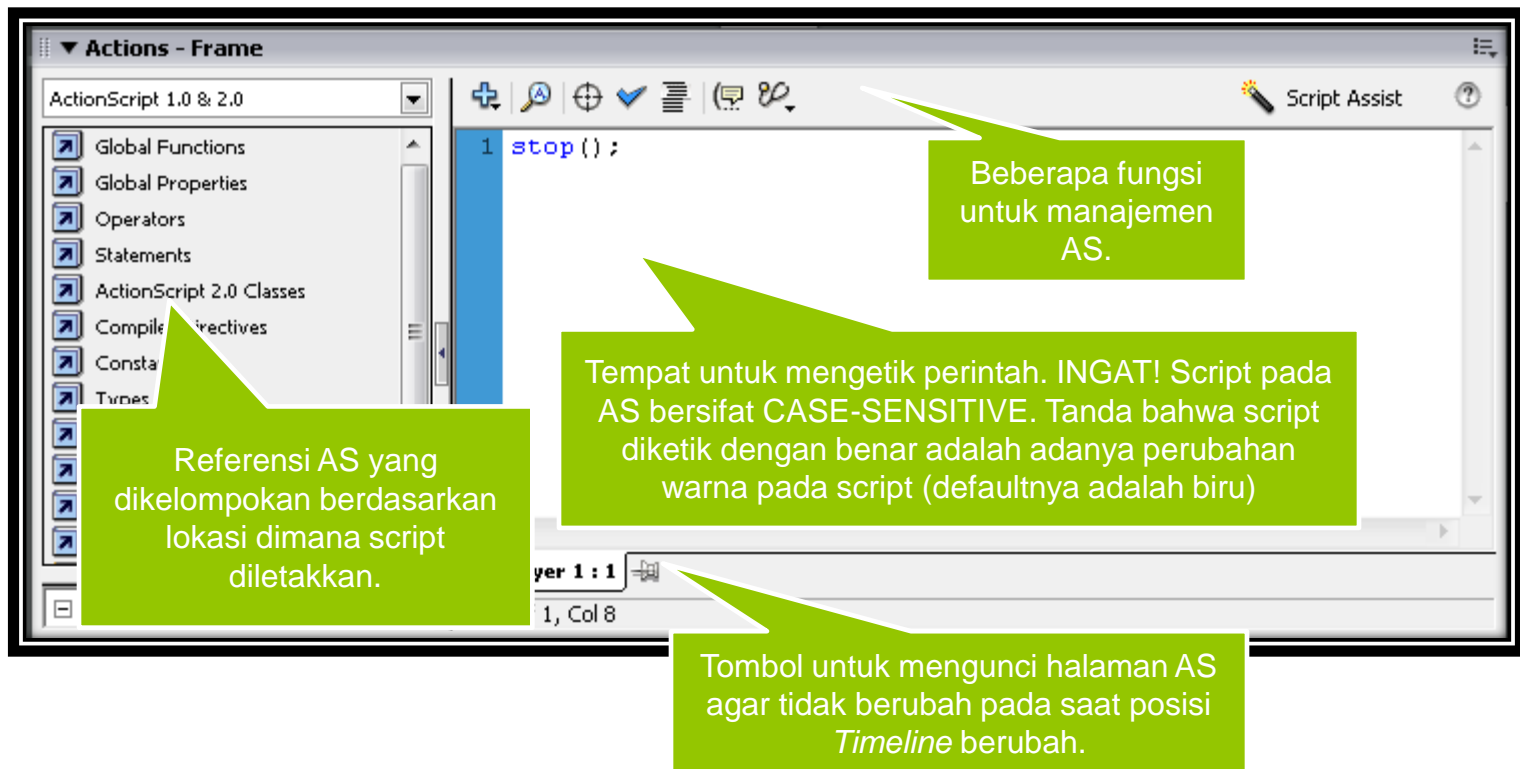 Actions - Frame
ActionScript 1.0 & 2.0
Script Assist
Global Functions
Global Properties
Operators
Statements
ActionScript 2.0 Classes
Types
1 stop();
Beberapa fungsi
untuk manajemen
AS.
Tempat untuk mengetik perintah. INGAT! Script pada
AS bersifat CASE-SENSITIVE. Tanda bahwa script
diketik dengan benar adalah adanya perubahan
warna pada script (defaultnya adalah biru)
Referensi AS yang
dikelompokan berdasarkan
lokasi dimana script
diletakkan.
yer 1 : 1
1, Col 8
Tombol untuk mengunci halaman AS
agar tidak berubah pada saat posisi
Timeline berubah.